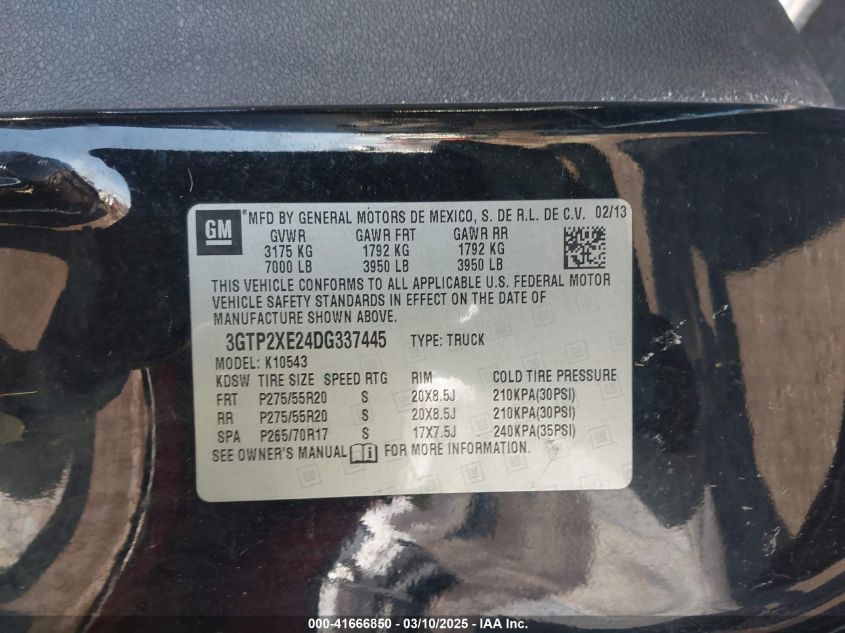 GM ® MFD BY GENERAL MOTORS DE MEXICO, S. DE R.L. DE C.V. 02/13
GVWR GAWR FRT GAWR RR
3175 KG 1792 KG 1792 KG
7000 LB 3950 LB 3950 LB
THIS VEHICLE CONFORMS TO ALL APPLICABLE U.S. FEDERAL MOTOR
VEHICLE SAFETY STANDARDS IN EFFECT ON THE DATE OF
MANUFACTURE SHOWN ABOVE.
3GTP2XE24DG337445 TYPE: TRUCK
MODEL: K10543
KDSW TIRE SIZE SPEED RTG RIM COLD TIRE PRESSURE
FRT P275/55R20 S 20X8.5J 210KPA(30PSI)
RR P275/55R20 S 20X8.5J 210KPA(30PSI)
SPA P265/70R17 S 17X7.5J 240KPA(35PSI)
SEE OWNER'S MANUAL FOR MORE INFORMATION.
000-41666850 - 03/10/2025 - IAA Inc.